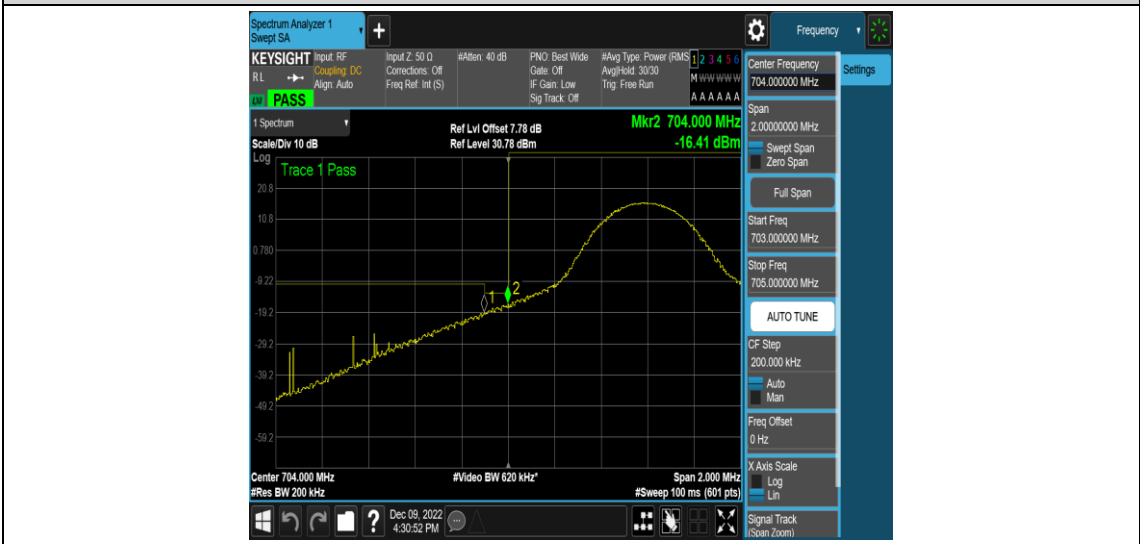 Spectrum Analyzer 1
Swept SA
+
Frequency
KEYSIGHT
RL
LXI PASS
Input: RF
Coupling: DC
Align: Auto
Input Z: 50 Ω
Corrections: Off
Freq Ref: Int (S)
#Atten: 40 dB
PNO: Best Wide
Gate: Off
IF Gain: Low
Sig Track: Off
#Avg Type: Power (RMS
Avg|Hold: 30/30
Trig: Free Run
1 2 3 4 5 6
M W W W W W
A A A A A A
1 Spectrum
Scale/Div 10 dB
Ref Lvl Offset 7.78 dB
Ref Level 30.78 dBm
Mkr2 704.000 MHz
-16.41 dBm
Log
Trace 1 Pass
20.8
10.8
0.780
-9.22
-19.2
-29.2
-39.2
-49.2
-59.2
1
2
Center 704.000 MHz
#Res BW 200 kHz
#Video BW 620 kHz*
Span 2.000 MHz
#Sweep 100 ms (601 pts)
Center Frequency
704.000000 MHz
Settings
Span
2.00000000 MHz
Swept Span
Zero Span
Full Span
Start Freq
703.000000 MHz
Stop Freq
705.000000 MHz
AUTO TUNE
CF Step
200.000 kHz
Auto
Man
Freq Offset
0 Hz
X Axis Scale
Log
Lin
Signal Track
(Span Zoom)
?
Dec 09, 2022
4:30:52 PM